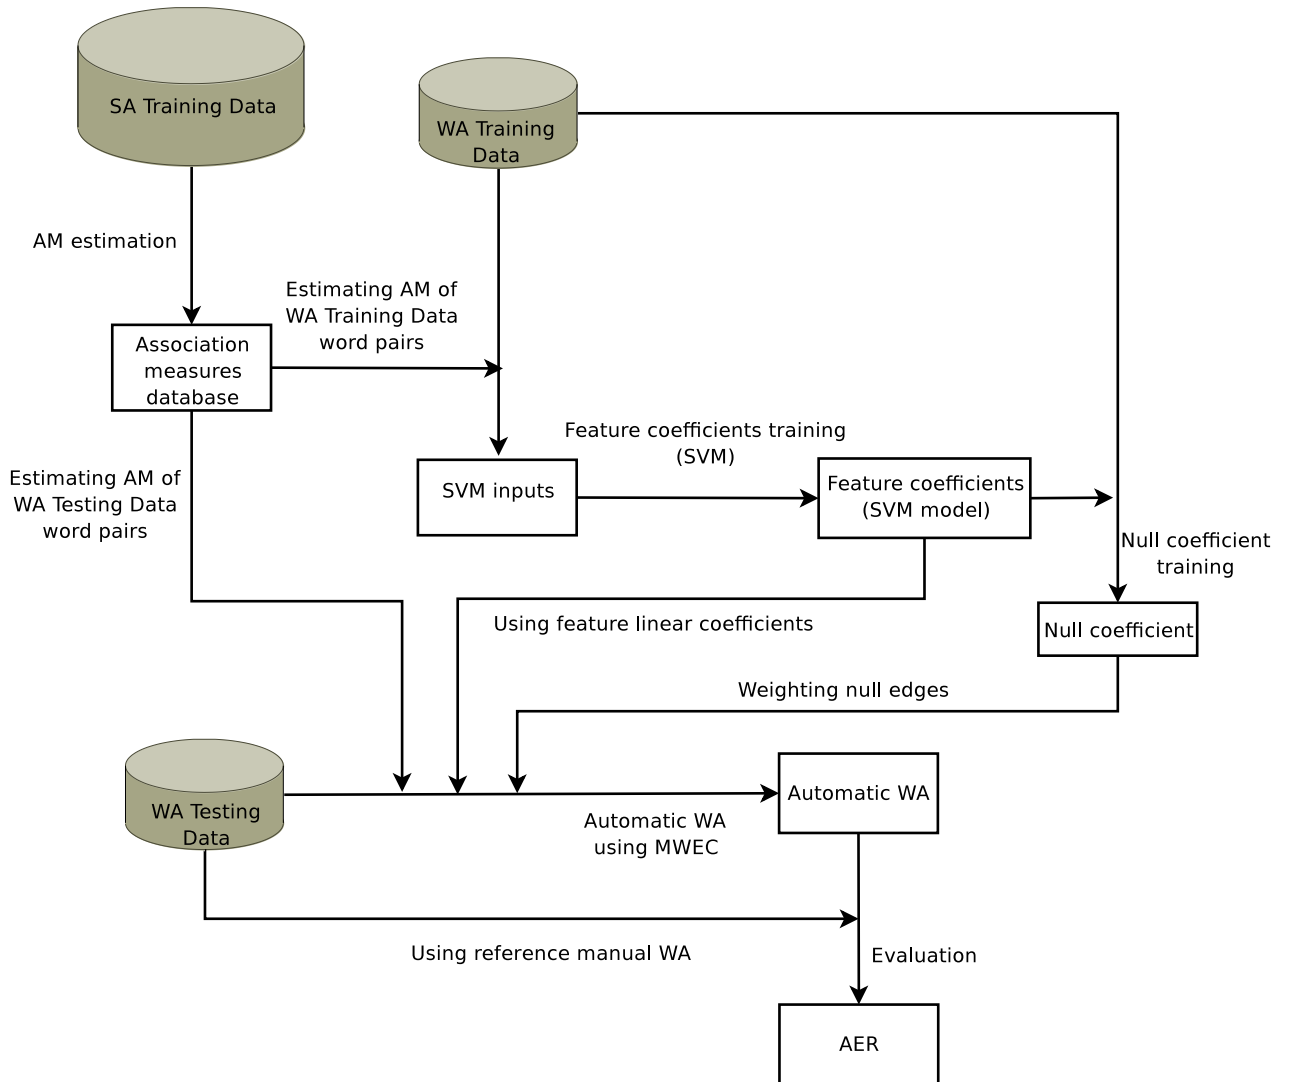 SA Training Data
WA Training
Data
AM estimation
Estimating AM of
WA Training Data
word pairs
Association
measures
database
Feature coefficients training
(SVM)
Estimating AM of
WA Testing Data
word pairs
SVM inputs
Feature coefficients
(SVM model)
Null coefficient
training
Using feature linear coefficients
Null coefficient
Weighting null edges
WA Testing
Data
Automatic WA
Automatic WA
using MWEC
Using reference manual WA
Evaluation
AER